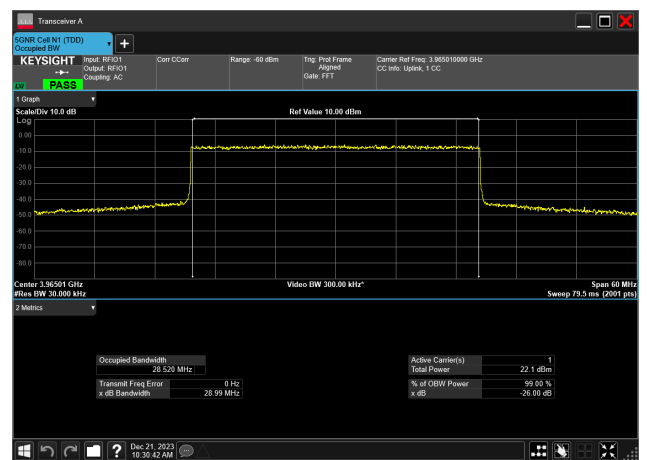 Transceiver A
5GNR Cell N1 (TDD)
Occupied BW
KEYSIGHT
LV
PASS
Input: RFIO1
Output: RFIO1
Coupling: AC
Corr CCorr
Range: -60 dBm
Trig: Prot Frame
Aligned
Gate: FFT
Carrier Ref Freq: 3.965010000 GHz
CC Info: Uplink, 1 CC
1 Graph
Scale/Div 10.0 dB
Ref Value 10.00 dBm
Log
0.00
-10.0
-20.0
-30.0
-40.0
-50.0
-60.0
-70.0
-80.0
Center 3.96501 GHz
Video BW 300.00 kHz*
Span 60 MHz
#Res BW 30.000 kHz
Sweep 79.5 ms (2001 pts)
2 Metrics
Occupied Bandwidth
28.520 MHz
Transmit Freq Error 0 Hz
x dB Bandwidth 28.99 MHz
Active Carrier(s) 1
Total Power 22.1 dBm
% of OBW Power 99.00 %
x dB -26.00 dB
Dec 21, 2023
10:30:42 AM